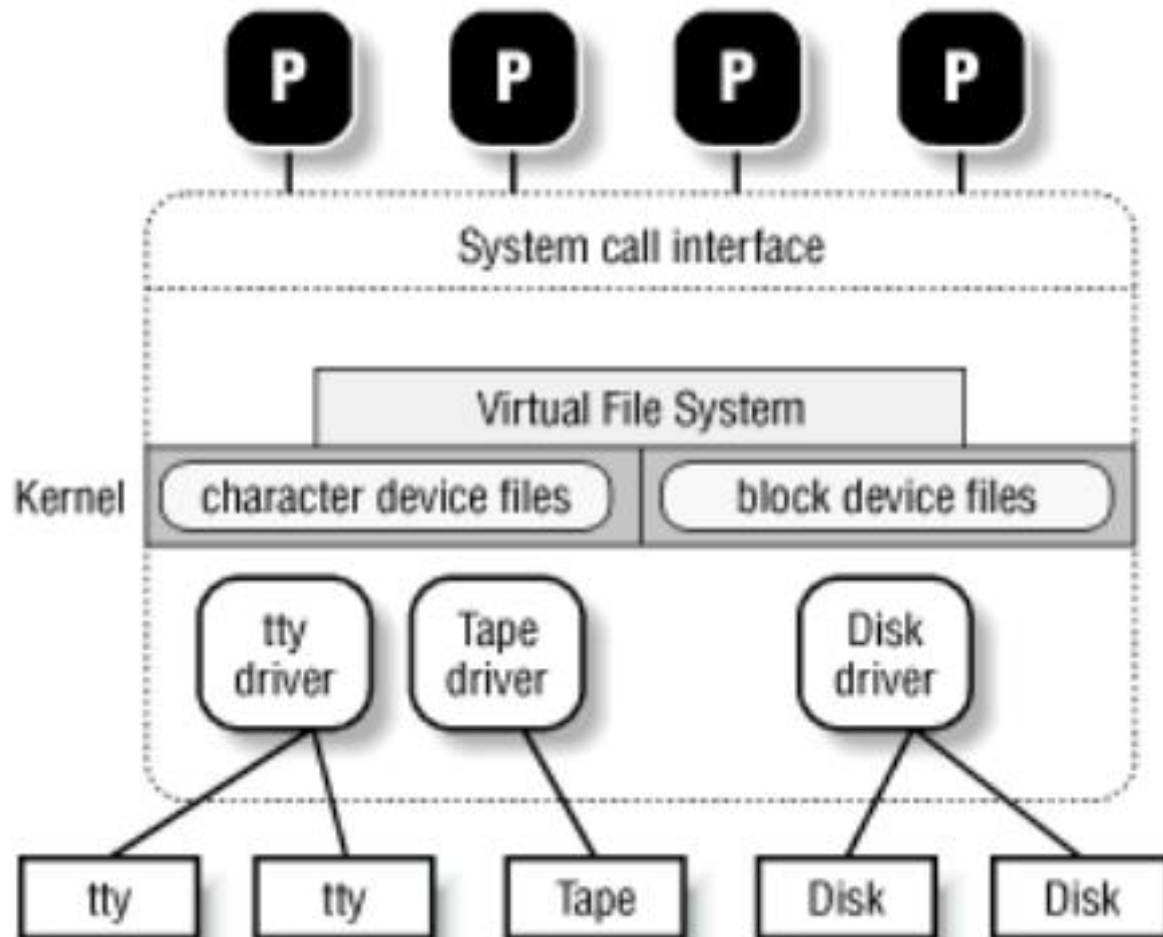 P P P P
System call interface
Virtual File System
Kernel character device files block device files
tty
driver
Tape
driver
Disk
driver
tty tty Tape Disk Disk